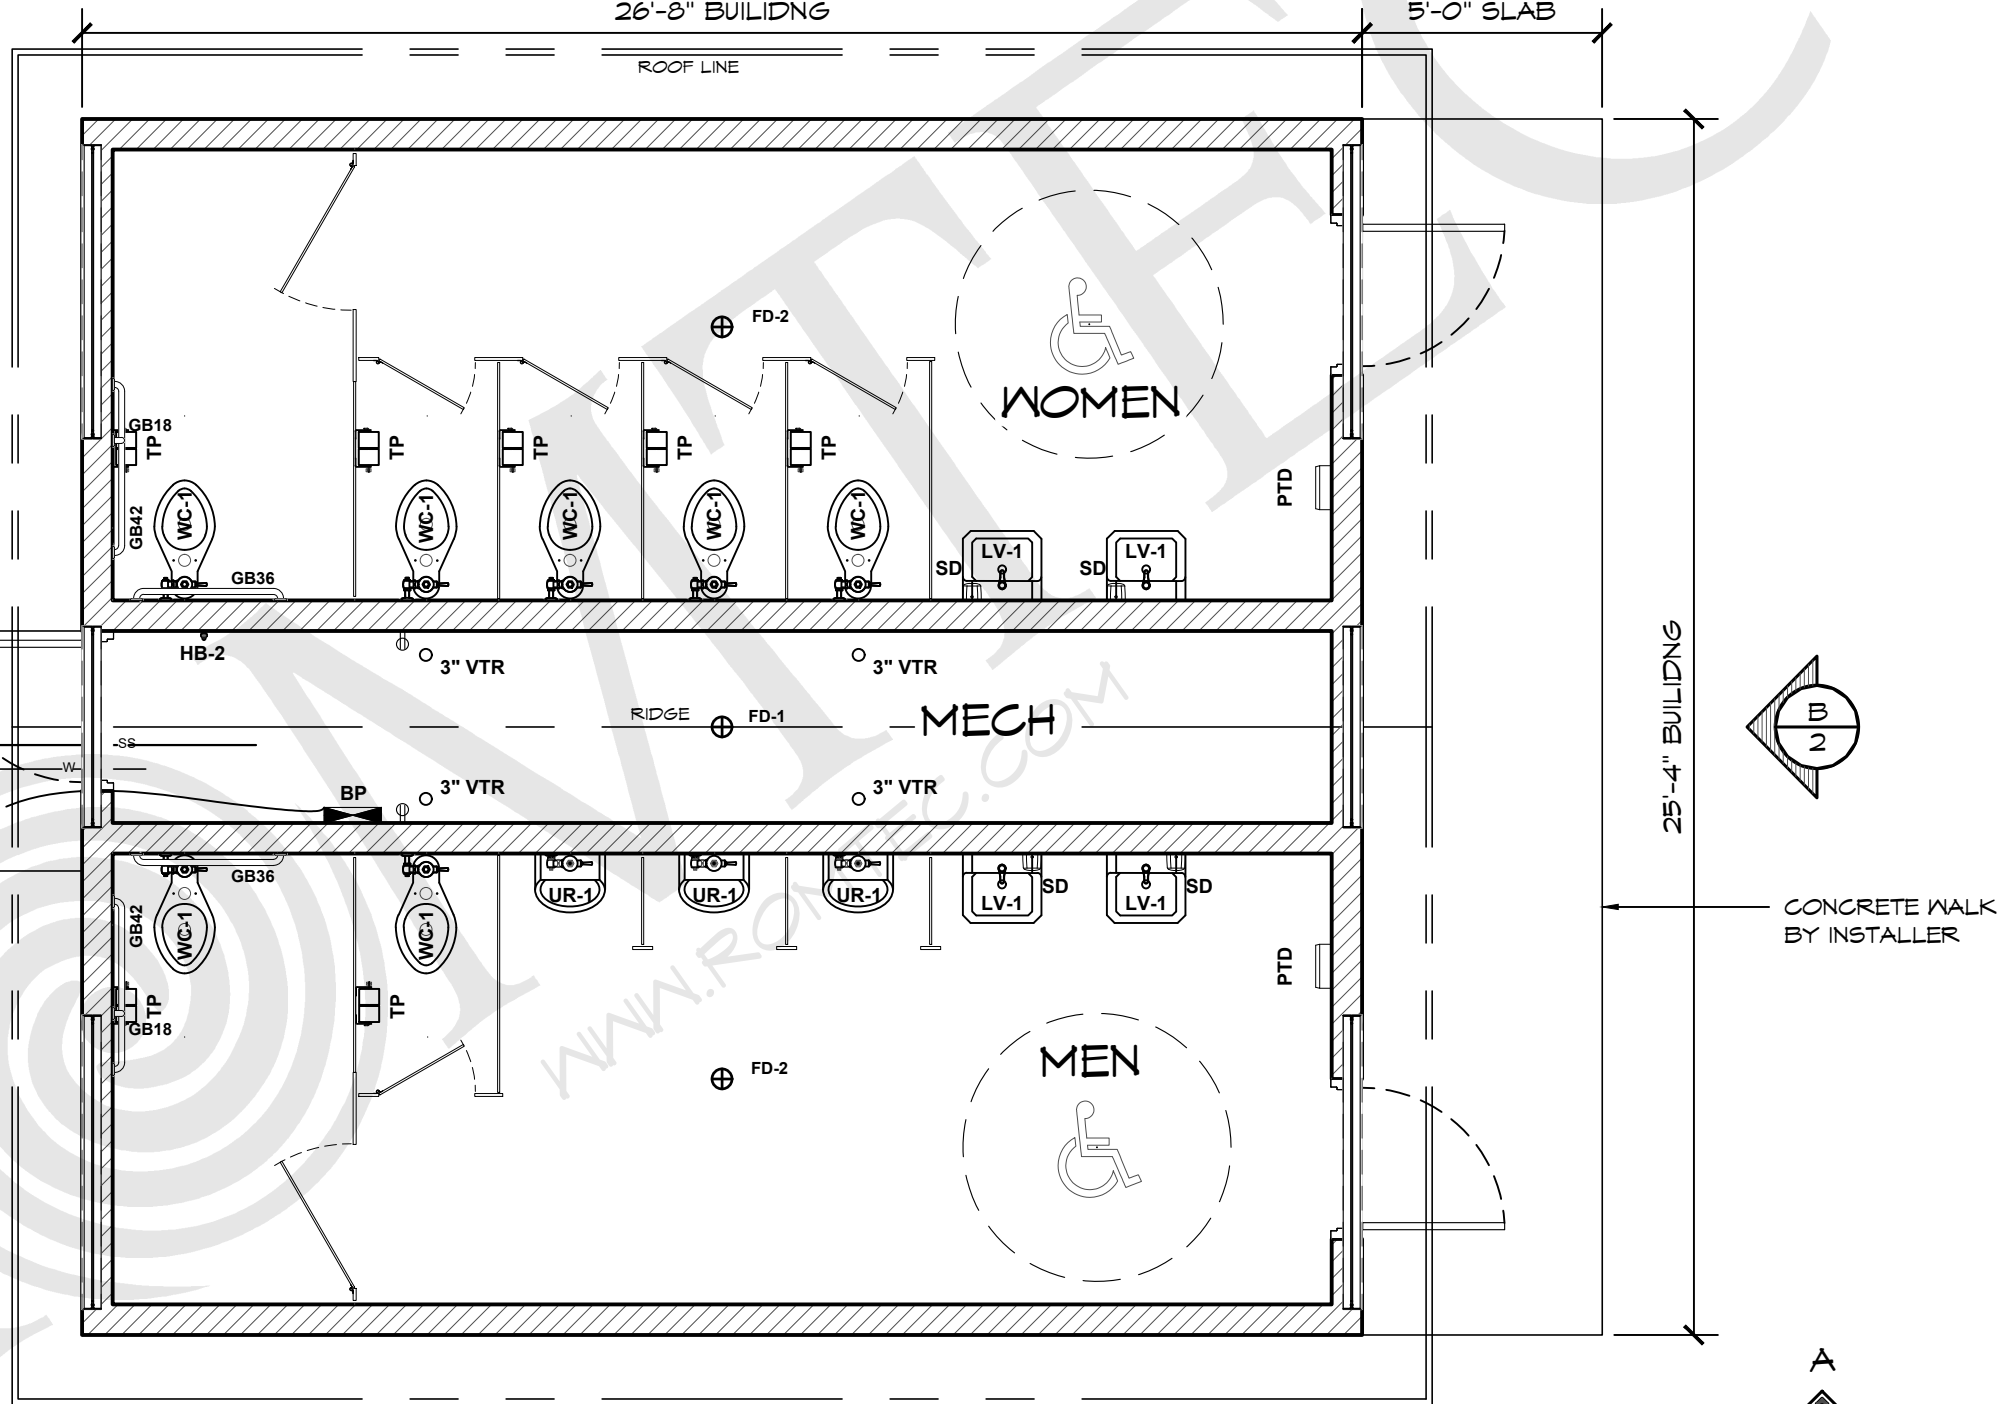 26'-8" BUILIDNG
5'-0" SLAB
ROOF LINE
FD-2
WOMEN
GB18
TP
TP
TP
TP
TP
GB42
WC-1
WC-1
WC-1
WC-1
WC-1
PTD
GB36
SD
LV-1
SD
LV-1
HB-2
3" VTR
3" VTR
RIDGE
FD-1
MECH
SS
W
BP
3" VTR
3" VTR
25'-4" BUILIDNG
B
2
GB36
GB42
WC-1
WC-1
UR-1
UR-1
UR-1
LV-1
SD
LV-1
SD
PTD
CONCRETE WALK
BY INSTALLER
TP
GB18
TP
FD-2
MEN
A
MTEC
WWW.ROMTEC.COM